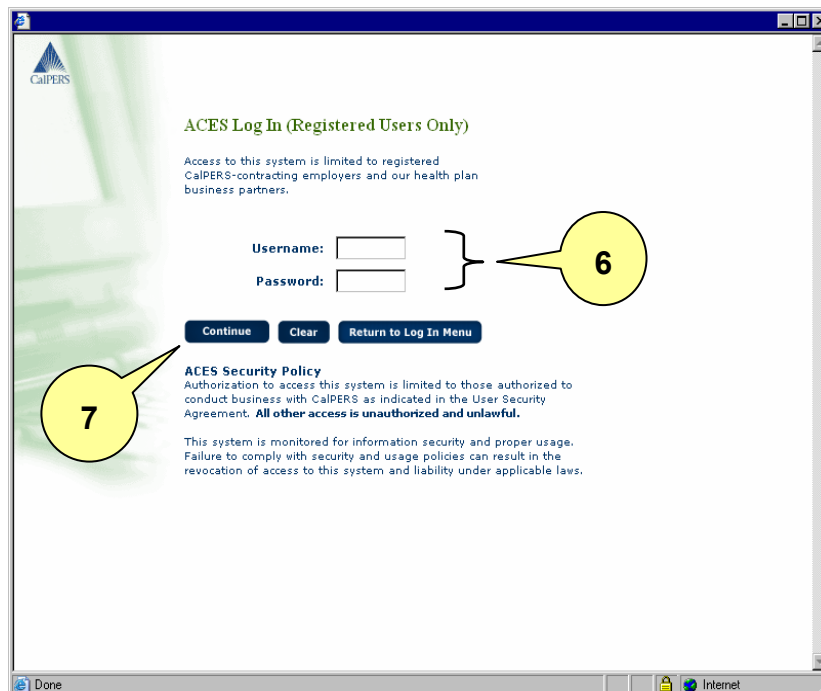 CalPERS
ACES Log In (Registered Users Only)
Access to this system is limited to registered
CalPERS-contracting employers and our health plan
business partners.
Username:
6
Password:
Continue Clear Return to Log In Menu
ACES Security Policy
Authorization to access this system is limited to those authorized to
conduct business with CalPERS as indicated in the User Security
Agreement. All other access is unauthorized and unlawful.
7
This system is monitored for information security and proper usage.
Failure to comply with security and usage policies can result in the
revocation of access to this system and liability under applicable laws.
Done Internet